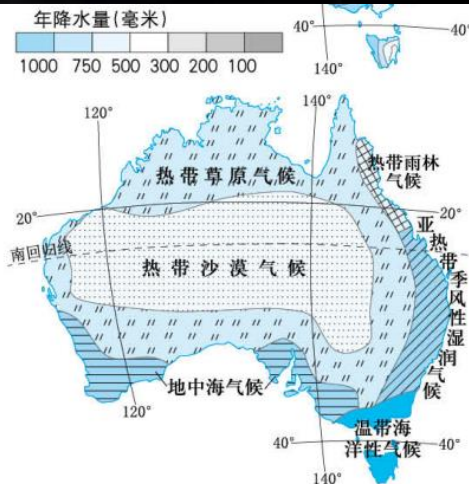 年降水量(毫米)
1000 750 500 300 200 100
40° 40°
140°
120° 140°
热带雨林
气候
热带草原气候
20° 20°
南回归线
亚热带季风性湿润气候
热带沙漠气候
地中海气候
120°
温带海
洋性气候
40° 40°
140°